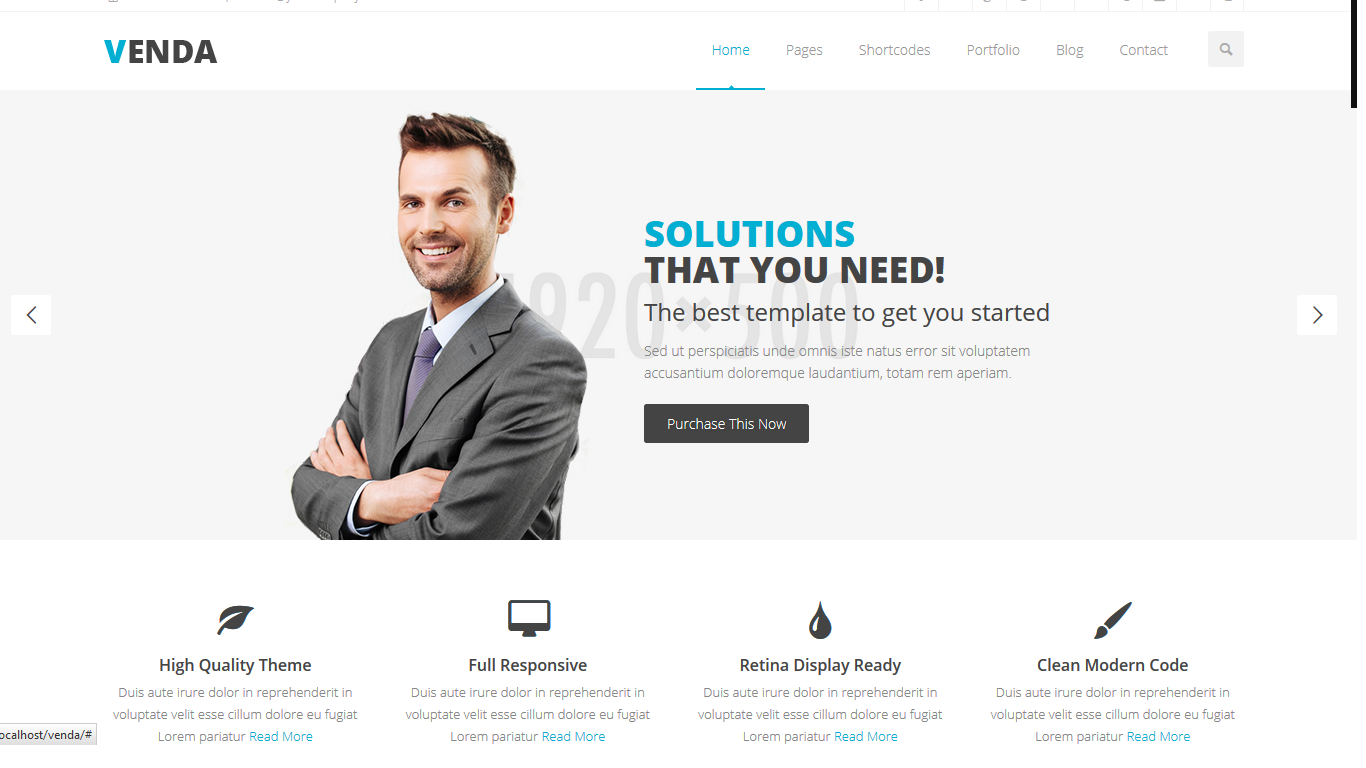 VENDA
Home Pages Shortcodes Portfolio Blog Contact
SOLUTIONS
THAT YOU NEED!
1920×500
The best template to get you started
Sed ut perspiciatis unde omnis iste natus error sit voluptatem
accusantium doloremque laudantium, totam rem aperiam.
Purchase This Now
High Quality Theme Full Responsive Retina Display Ready Clean Modern Code
Duis aute irure dolor in reprehenderit in Duis aute irure dolor in reprehenderit in Duis aute irure dolor in reprehenderit in Duis aute irure dolor in reprehenderit in
voluptate velit esse cillum dolore eu fugiat voluptate velit esse cillum dolore eu fugiat voluptate velit esse cillum dolore eu fugiat voluptate velit esse cillum dolore eu fugiat
Lorem pariatur Read More Lorem pariatur Read More Lorem pariatur Read More Lorem pariatur Read More
ocalhost/venda/#